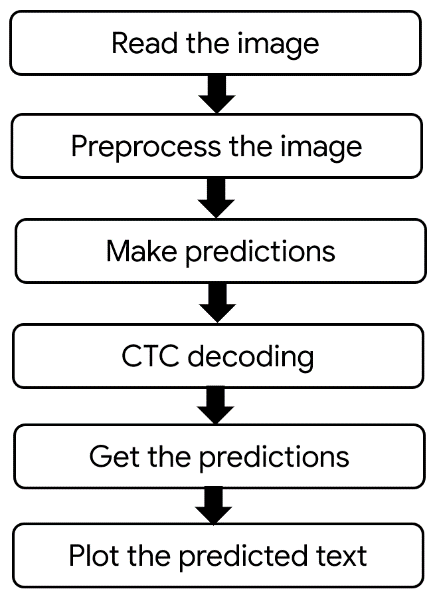 Read the image
Preprocess the image
Make predictions
CTC decoding
Get the predictions
Plot the predicted text